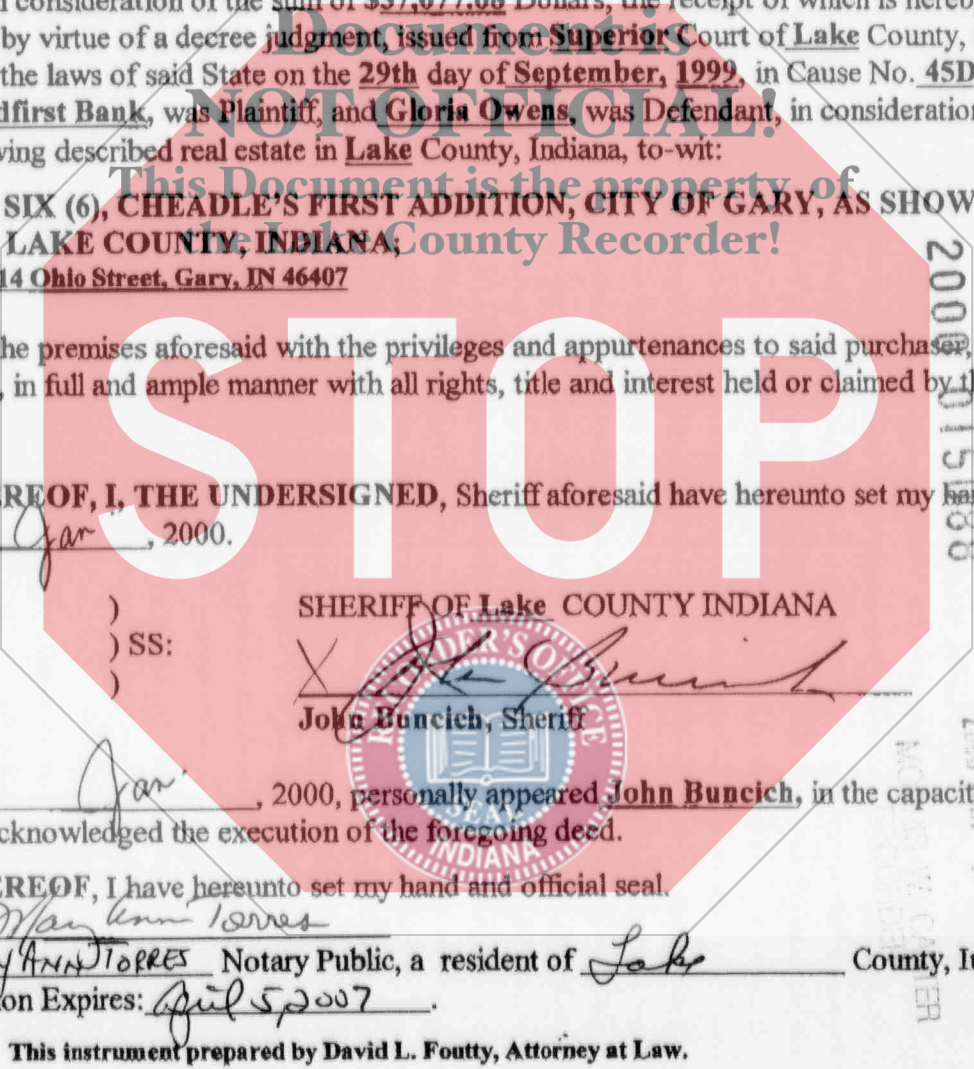 consideration of the sum of $37,077.08 Dollars, the receipt of which is hereb
by virtue of a decree judgment, issued from Superior Court of Lake County,
the laws of said State on the 29th day of September, 1999, in Cause No. 45D
dfirst Bank, was Plaintiff, and Gloria Owens, was Defendant, in consideration
ving described real estate in Lake County, Indiana, to-wit:
Document is
NOT OFFICIAL!
This Document is the property of
the Lake County Recorder!
SIX (6), CHEADLE'S FIRST ADDITION, CITY OF GARY, AS SHOW
LAKE COUNTY, INDIANA;
14 Ohio Street, Gary, IN 46407
he premises aforesaid with the privileges and appurtenances to said purchaser,
, in full and ample manner with all rights, title and interest held or claimed by th
STOP
EREOF, I, THE UNDERSIGNED, Sheriff aforesaid have hereunto set my han
Jan, 2000.
)
) SS:
)
SHERIFF OF Lake COUNTY INDIANA
X
John Buncich, Sheriff
RECORDER'S OFFICE
SEAL
INDIANA
Jan, 2000, personally appeared John Buncich, in the capacit
cknowledged the execution of the foregoing deed.
EREOF, I have hereunto set my hand and official seal.
Mary Ann Torres
Y ANN TORRES Notary Public, a resident of Lake County, In
on Expires: April 5, 2007.
This instrument prepared by David L. Foutty, Attorney at Law.